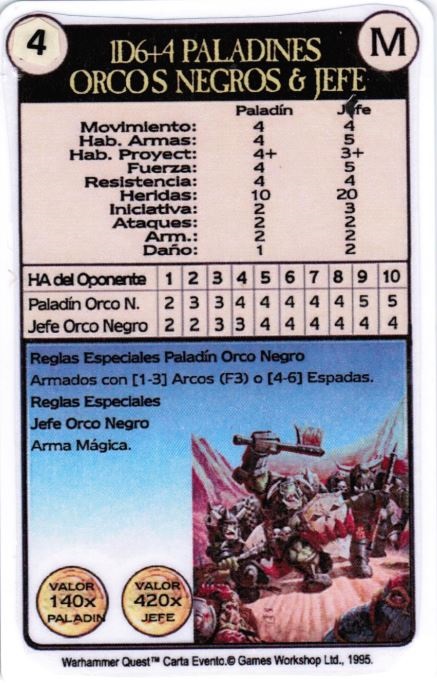 4
M
1D6+4 PALADINES
ORCOS NEGROS & JEFE
Paladín Jefe
Movimiento: 4 4
Hab. Armas: 4 5
Hab. Proyect: 4+ 3+
Fuerza: 4 5
Resistencia: 4 4
Heridas: 10 20
Iniciativa: 2 3
Ataques: 2 2
Arm.: 2 2
Daño: 1 2
HA del Oponente 1 2 3 4 5 6 7 8 9 10
Paladín Orco N. 2 3 3 4 4 4 4 4 5 5
Jefe Orco Negro 2 2 3 3 4 4 4 4 4 4
Reglas Especiales Paladín Orco Negro
Armados con [1-3] Arcos (F3) o [4-6] Espadas.
Reglas Especiales
Jefe Orco Negro
Arma Mágica.
VALOR
140x
PALADIN
VALOR
420x
JEFE
Warhammer Quest™ Carta Evento.© Games Workshop Ltd., 1995.